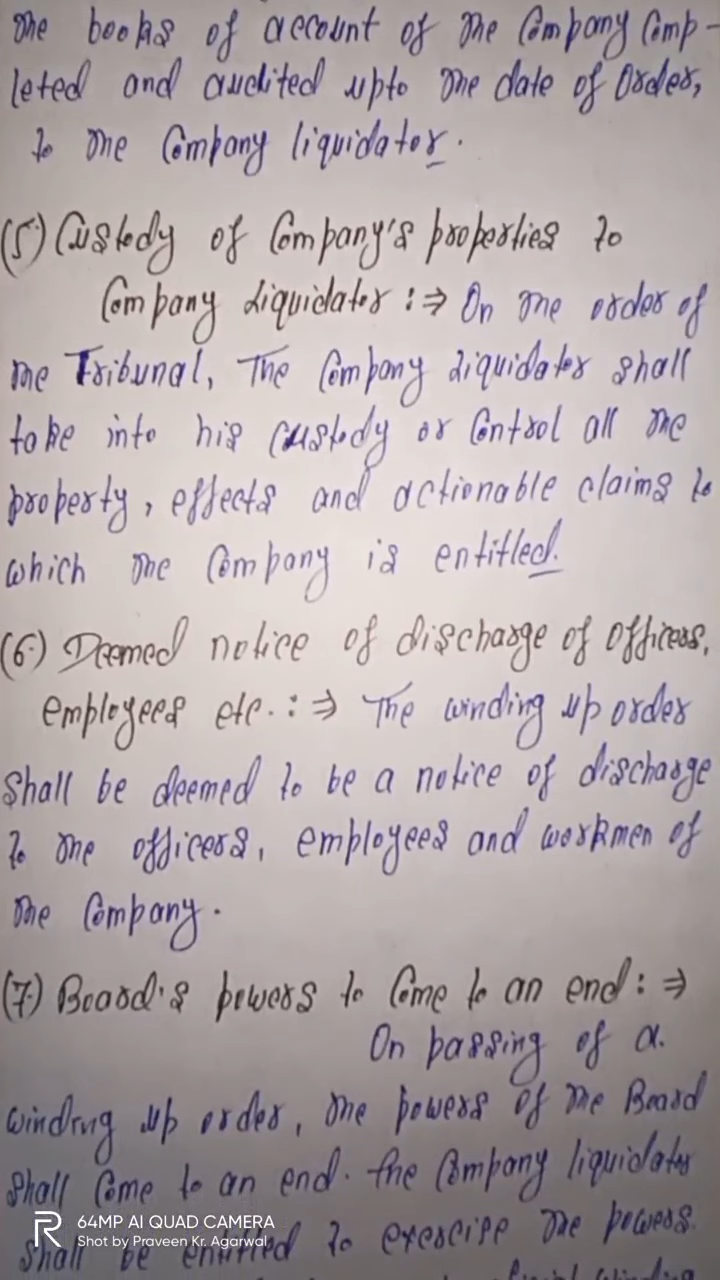 the books of account of the Company Comp-
leted and audited upto the date of Order,
to the Company liquidator.
(5) Custody of Company's properties to
Company Liquidator :⇒ On the order of
the Tribunal, The Company Liquidator shall
take into his custody or Control all the
property, effects and actionable claims to
which the Company is entitled.
(6) Deemed notice of discharge of officers,
employees etc. :⇒ The winding up order
shall be deemed to be a notice of discharge
to the officers, employees and workmen of
the Company.
(7) Board's powers to Come to an end :⇒
On passing of a.
winding up order, the powers of the Board
shall Come to an end. The Company liquidator
shall be entitled to exercise the powers.
64MP AI QUAD CAMERA
Shot by Praveen Kr. Agarwal